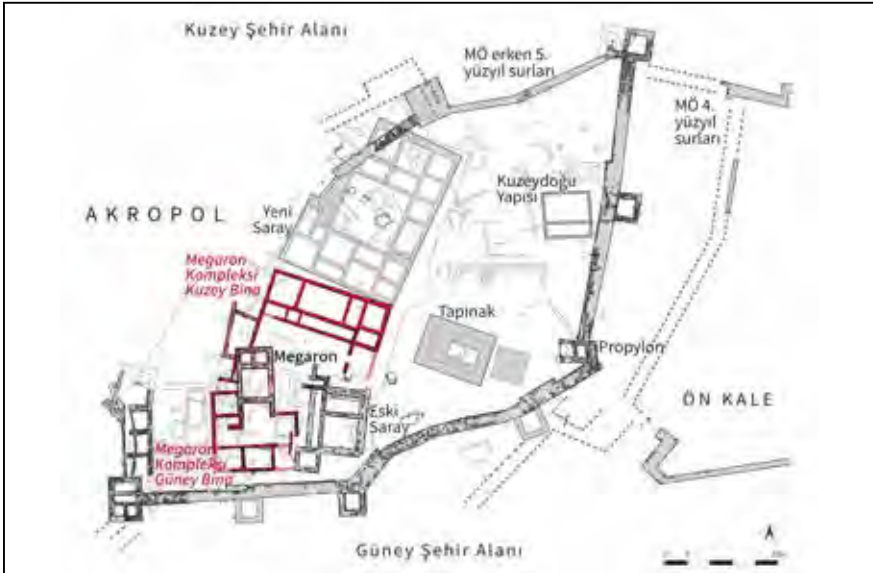 Kuzey Şehir Alanı
MÖ erken 5.
yüzyıl surları
MÖ 4.
yüzyıl
surları
Kuzeydoğu
Yapısı
AKROPOL
Yeni
Saray
Megaron
Kompleksi
Kuzey Bina
Tapınak
Megaron
Propylon
Eski
Saray
ÖN KALE
Megaron
Kompleksi
Güney Bina
Güney Şehir Alanı